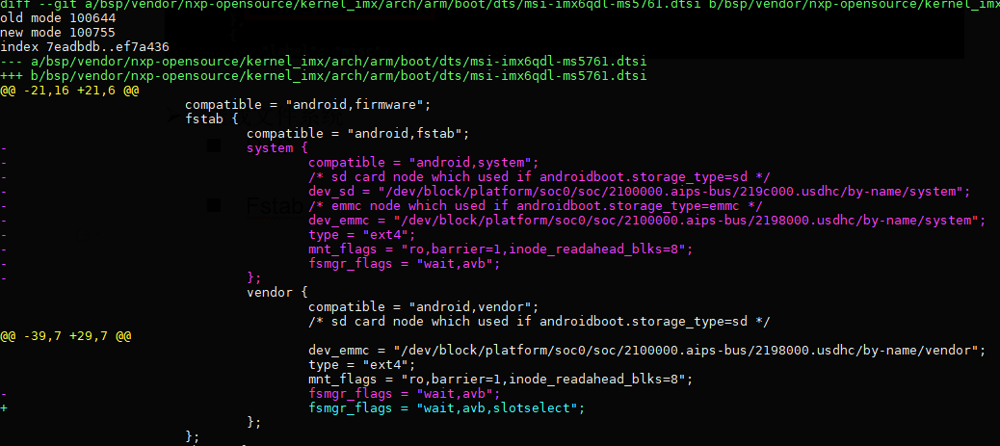 diff --git a/bsp/vendor/nxp-opensource/kernel_imx/arch/arm/boot/dts/msi-imx6qdl-ms5761.dtsi b/bsp/vendor/nxp-opensource/kernel_imx
old mode 100644
new mode 100755
index 7eadbdb..ef7a436
--- a/bsp/vendor/nxp-opensource/kernel_imx/arch/arm/boot/dts/msi-imx6qdl-ms5761.dtsi
+++ b/bsp/vendor/nxp-opensource/kernel_imx/arch/arm/boot/dts/msi-imx6qdl-ms5761.dtsi
@@ -21,16 +21,6 @@
compatible = "android,firmware";
fstab {
compatible = "android,fstab";
- system {
- compatible = "android,system";
- /* sd card node which used if androidboot.storage_type=sd */
- dev_sd = "/dev/block/platform/soc0/soc/2100000.aips-bus/219c000.usdhc/by-name/system";
- /* emmc node which used if androidboot.storage_type=emmc */
- dev_emmc = "/dev/block/platform/soc0/soc/2100000.aips-bus/2198000.usdhc/by-name/system";
- type = "ext4";
- mnt_flags = "ro,barrier=1,inode_readahead_blks=8";
- fsmgr_flags = "wait,avb";
- };
vendor {
compatible = "android,vendor";
/* sd card node which used if androidboot.storage_type=sd */
@@ -39,7 +29,7 @@
dev_emmc = "/dev/block/platform/soc0/soc/2100000.aips-bus/2198000.usdhc/by-name/vendor";
type = "ext4";
mnt_flags = "ro,barrier=1,inode_readahead_blks=8";
- fsmgr_flags = "wait,avb";
+ fsmgr_flags = "wait,avb,slotselect";
};
};
Fstab